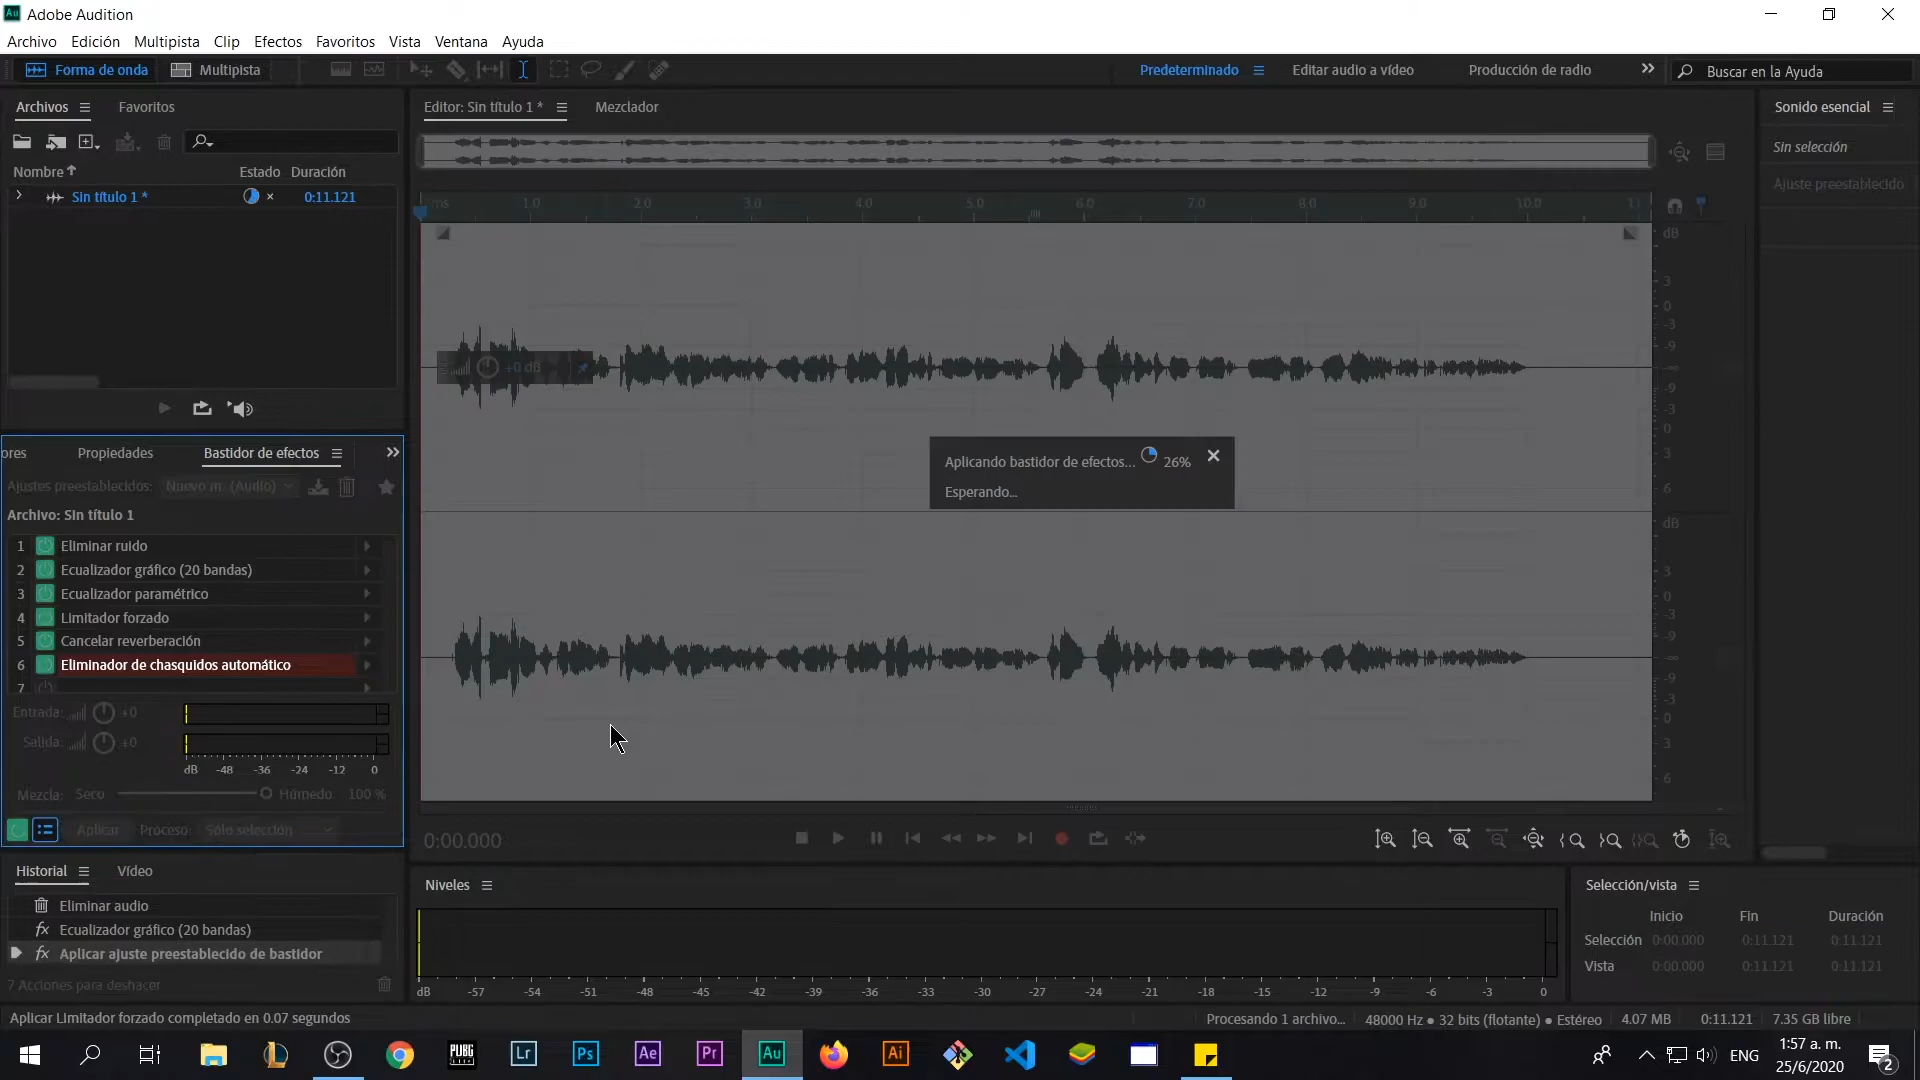 Adobe Audition
Archivo Edición Multipista Clip Efectos Favoritos Vista Ventana Ayuda
Forma de onda Multipista Predeterminado Editar audio a vídeo Producción de radio Buscar en la Ayuda
Archivos Favoritos
Nombre Estado Duración
Sin título 1 * 0:11.121
ores Propiedades Bastidor de efectos
Ajustes preestablecidos: Nuevo m. (Audio)
Archivo: Sin título 1
1 Eliminar ruido
2 Ecualizador gráfico (20 bandas)
3 Ecualizador paramétrico
4 Limitador forzado
5 Cancelar reverberación
6 Eliminador de chasquidos automático
7
Entrada: +0
Salida: +0
dB -48 -36 -24 -12 0
Mezcla: Seco Húmedo 100 %
Aplicar Proceso: Sólo selección
Historial Vídeo
Eliminar audio
Ecualizador gráfico (20 bandas)
Aplicar ajuste preestablecido de bastidor
7 Acciones para deshacer
Editor: Sin título 1 * Mezclador
hms 1.0 2.0 3.0 4.0 5.0 6.0 7.0 8.0 9.0 10.0 11
+0 dB
dB
-3
-0
-3
-9
-∞
-9
-3
-0
3
6
dB
3
0
-3
-9
-∞
-9
-3
0
3
6
Aplicando bastidor de efectos... 26%
Esperando...
0:00.000
Niveles
dB -57 -54 -51 -48 -45 -42 -39 -36 -33 -30 -27 -24 -21 -18 -15 -12 -9 -6 -3 0
Sonido esencial
Sin selección
Ajuste preestablecido
Selección/vista
Inicio Fin Duración
Selección 0:00.000 0:11.121 0:11.121
Vista 0:00.000 0:11.121 0:11.121
Aplicar Limitador forzado completado en 0.07 segundos
Procesando 1 archivo... 48000 Hz ● 32 bits (flotante) ● Estéreo 4.07 MB 0:11.121 7.35 GB libre
PUBG Lr Ps Ae Pr Au Ai
ENG 1:57 a. m.
25/6/2020 2